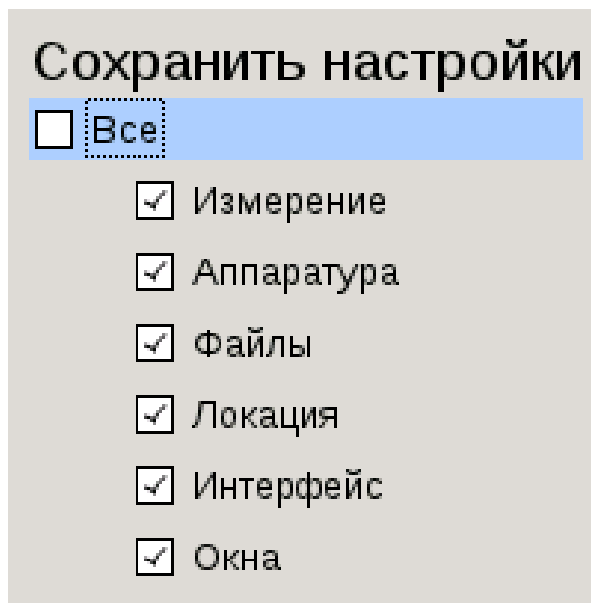 Сохранить настройки
Все
Измерение
Аппаратура
Файлы
Локация
Интерфейс
Окна